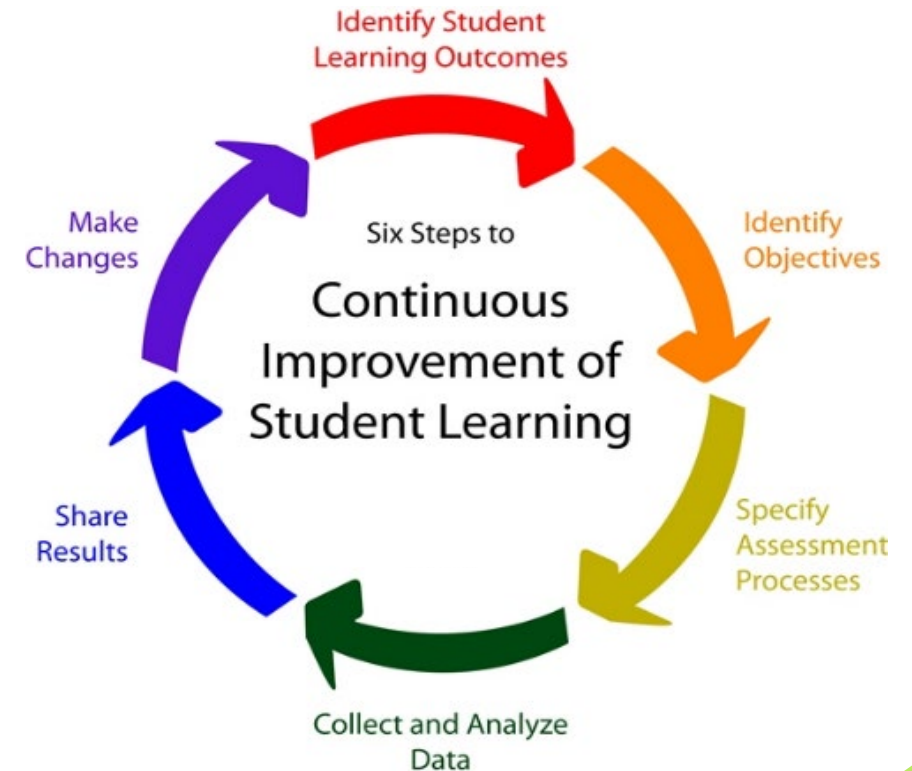 Identify Student
Learning Outcomes
Identify
Objectives
Specify
Assessment
Processes
Collect and Analyze
Data
Share
Results
Make
Changes
Six Steps to
Continuous
Improvement of
Student Learning